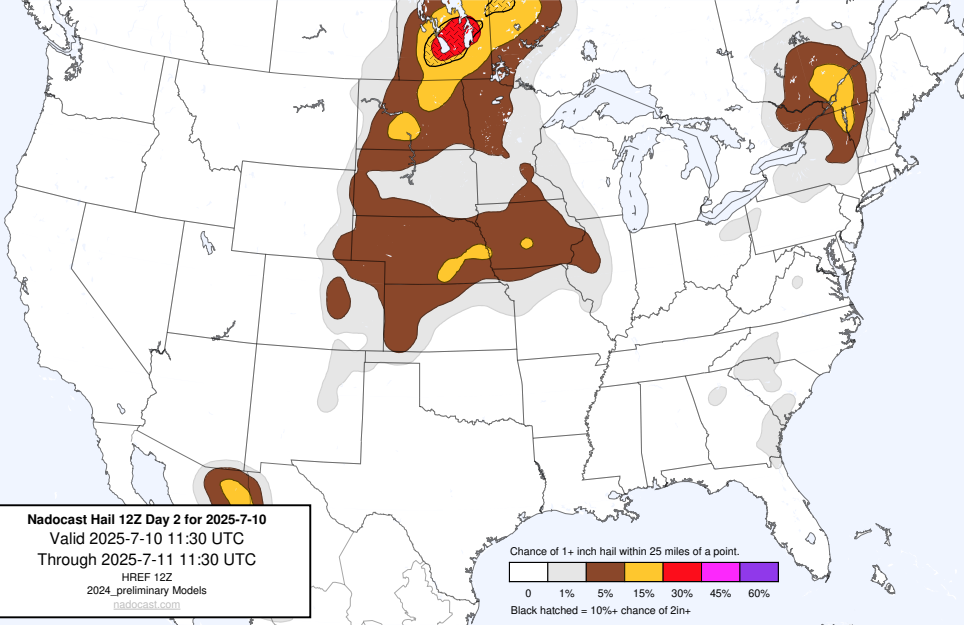 Nadocast Hail 12Z Day 2 for 2025-7-10
Valid 2025-7-10 11:30 UTC
Through 2025-7-11 11:30 UTC
HREF 12Z
2024_preliminary Models
nadocast.com
Chance of 1+ inch hail within 25 miles of a point.
0 1% 5% 15% 30% 45% 60%
Black hatched = 10%+ chance of 2in+